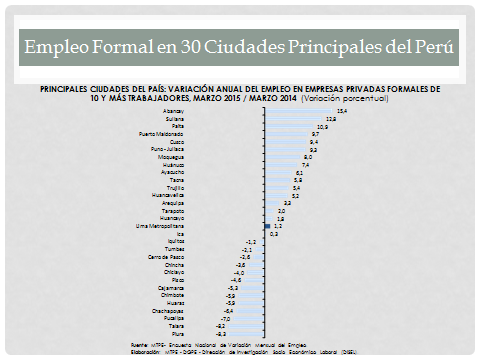 Empleo Formal en 30 Ciudades Principales del Perú
PRINCIPALES CIUDADES DEL PAÍS: VARIACIÓN ANUAL DEL EMPLEO EN EMPRESAS PRIVADAS FORMALES DE
10 Y MÁS TRABAJADORES, MARZO 2015 / MARZO 2014 (Variación porcentual)
Abancay 15,4
Sullana 12,8
Paita 10,9
Puerto Maldonado 9,7
Cusco 9,4
Puno - Juliaca 9,3
Moquegua 8,0
Huánuco 7,4
Ayacucho 6,1
Tacna 5,8
Trujillo 5,4
Huancavelica 5,2
Arequipa 3,3
Tarapoto 2,0
Huancayo 1,8
Lima Metropolitana 1,2
Ica 0,3
Iquitos -1,2
Tumbes -2,1
Cerro de Pasco -2,6
Chincha -3,6
Chiclayo -4,0
Pisco -4,6
Cajamarca -5,3
Chimbote -5,9
Huaraz -5,9
Chachapoyas -6,4
Pucallpa -7,0
Talara -8,2
Piura -8,3
Fuente: MTPE- Encuesta Nacional de Variación Mensual del Empleo
Elaboración: MTPE - DGPE - Dirección de Investigación Socio Económico Laboral (DISEL)